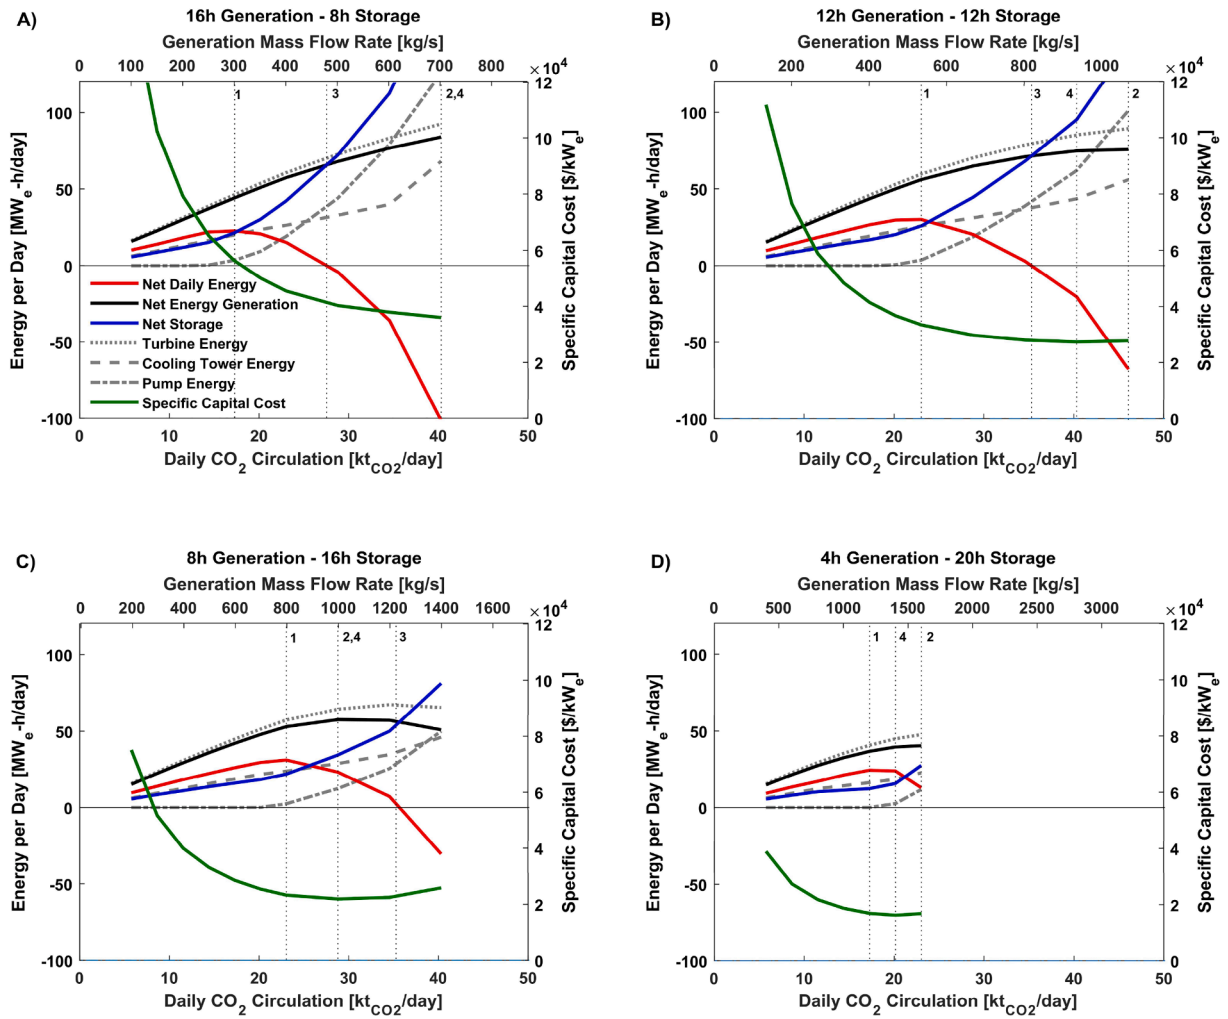 A)
16h Generation - 8h Storage
Generation Mass Flow Rate [kg/s]
0 100 200 300 400 500 600 700 800
×10⁴
Energy per Day [MWe-h/day]
100
50
0
-50
-100
1 3 2,4
Net Daily Energy
Net Energy Generation
Net Storage
Turbine Energy
Cooling Tower Energy
Pump Energy
Specific Capital Cost
12
10
8
6
4
2
0
Specific Capital Cost [$/kWe]
0 10 20 30 40 50
Daily CO2 Circulation [ktCO2/day]
B)
12h Generation - 12h Storage
Generation Mass Flow Rate [kg/s]
0 200 400 600 800 1000
×10⁴
Energy per Day [MWe-h/day]
100
50
0
-50
-100
1 3 4 2
12
10
8
6
4
2
0
Specific Capital Cost [$/kWe]
0 10 20 30 40 50
Daily CO2 Circulation [ktCO2/day]
C)
8h Generation - 16h Storage
Generation Mass Flow Rate [kg/s]
0 200 400 600 800 1000 1200 1400 1600
×10⁴
Energy per Day [MWe-h/day]
100
50
0
-50
-100
1 2,4 3
12
10
8
6
4
2
0
Specific Capital Cost [$/kWe]
0 10 20 30 40 50
Daily CO2 Circulation [ktCO2/day]
D)
4h Generation - 20h Storage
Generation Mass Flow Rate [kg/s]
0 500 1000 1500 2000 2500 3000
×10⁴
Energy per Day [MWe-h/day]
100
50
0
-50
-100
1 4 2
12
10
8
6
4
2
0
Specific Capital Cost [$/kWe]
0 10 20 30 40 50
Daily CO2 Circulation [ktCO2/day]